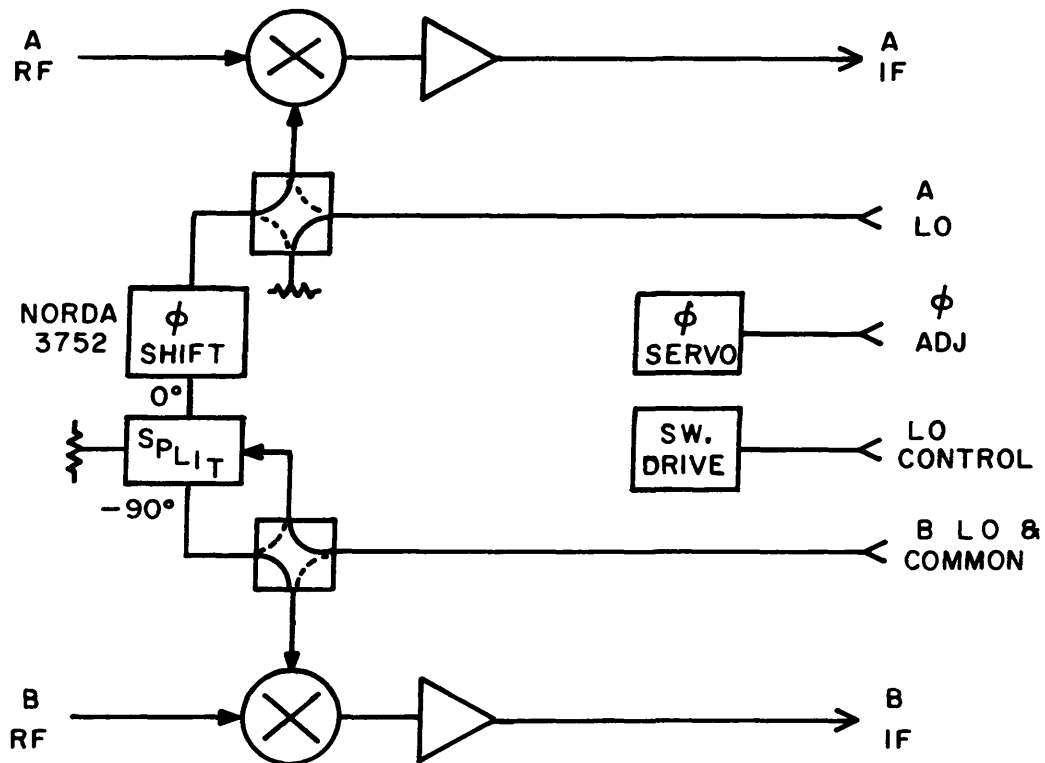 A
RF
A
IF
A
LO
NORDA
3752
ϕ
SHIFT
0°
ϕ
SERVO
ϕ
ADJ
SPLIT
-90°
SW.
DRIVE
LO
CONTROL
B LO &
COMMON
B
RF
B
IF